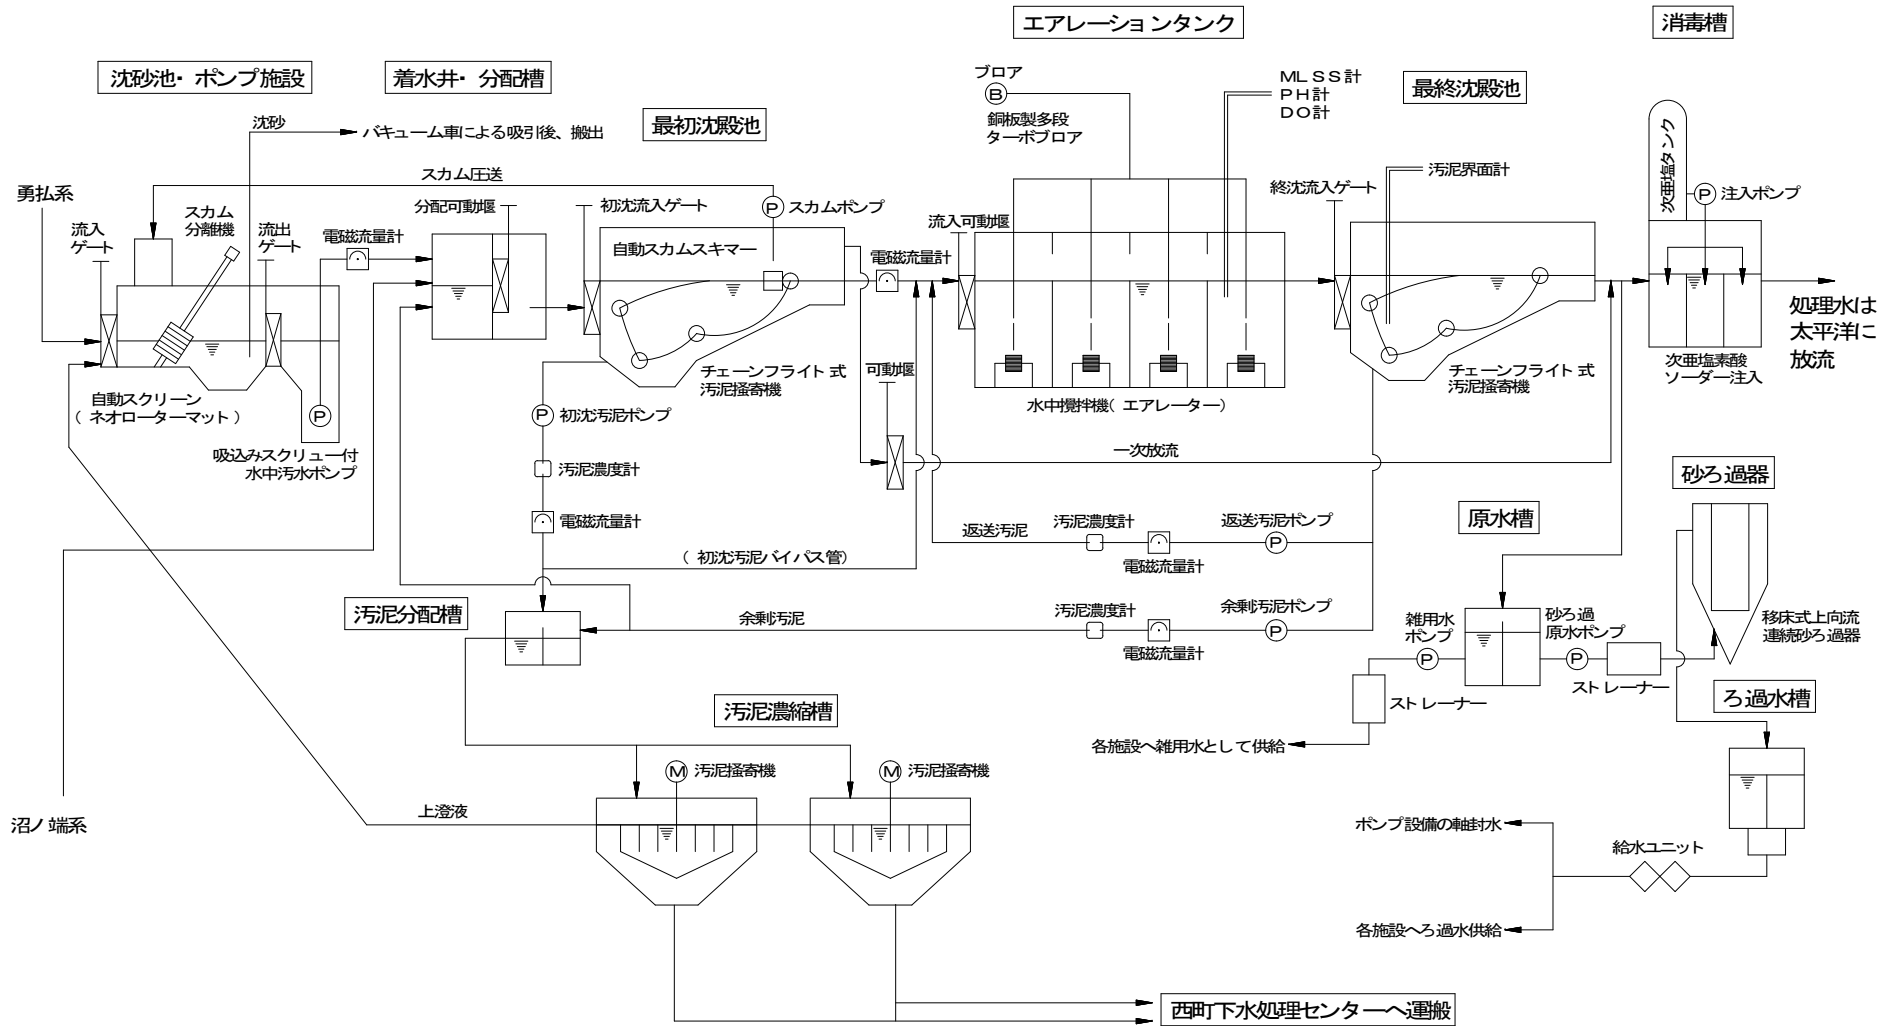 エアレーションタンク
消毒槽
沈砂池・ポンプ施設
着水井・分配槽
最初沈殿池
最終沈殿池
ブロア
B
銅板製多段
ターボブロア
MLSS計
PH計
DO計
沈砂
バキューム車による吸引後、搬出
スカム圧送
勇払系
流入
ゲート
スカム
分離機
流出
ゲート
電磁流量計
分配可動堰
初沈流入ゲート
P
スカムポンプ
自動スカムスキマー
電磁流量計
流入可動堰
終沈流入ゲート
汚泥界面計
次亜塩タンク
P
注入ポンプ
処理水は
太平洋に
放流
自動スクリーン
(ネオローターマット)
P
吸込みスクリュー付
水中汚水ポンプ
チェーンフライト式
汚泥掻寄機
可動堰
水中攪拌機(エアレーター)
チェーンフライト式
汚泥掻寄機
次亜塩素酸
ソーダー注入
P
初沈汚泥ポンプ
汚泥濃度計
電磁流量計
一次放流
砂ろ過器
原水槽
返送汚泥
汚泥濃度計
電磁流量計
返送汚泥ポンプ
P
(初沈汚泥バイパス管)
汚泥分配槽
余剰汚泥
汚泥濃度計
電磁流量計
余剰汚泥ポンプ
P
雑用水
ポンプ
P
砂ろ過
原水ポンプ
P
ストレーナー
移床式上向流
連続砂ろ過器
ストレーナー
ろ過水槽
各施設へ雑用水として供給
汚泥濃縮槽
M
汚泥掻寄機
M
汚泥掻寄機
沼ノ端系
上澄液
ポンプ設備の軸封水
給水ユニット
各施設へろ過水供給
西町下水処理センターへ運搬